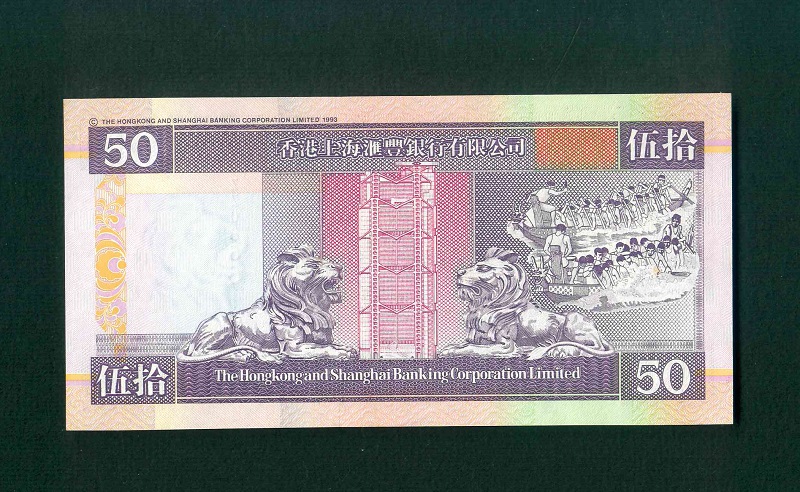 © THE HONGKONG AND SHANGHAI BANKING CORPORATION LIMITED 1993
50
香港上海滙豐銀行有限公司
伍拾
伍拾
The Hongkong and Shanghai Banking Corporation Limited
50